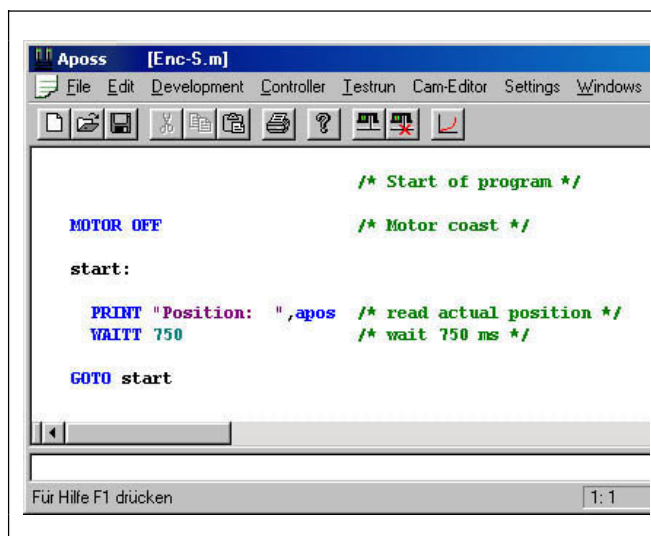 Aposs [Enc-S.m]
File Edit Development Controller Testrun Cam-Editor Settings Windows
/* Start of program */
MOTOR OFF /* Motor coast */
start:
PRINT "Position:  ",apos /* read actual position */
WAITT 750 /* wait 750 ms */
GOTO start
Für Hilfe F1 drücken 1: 1